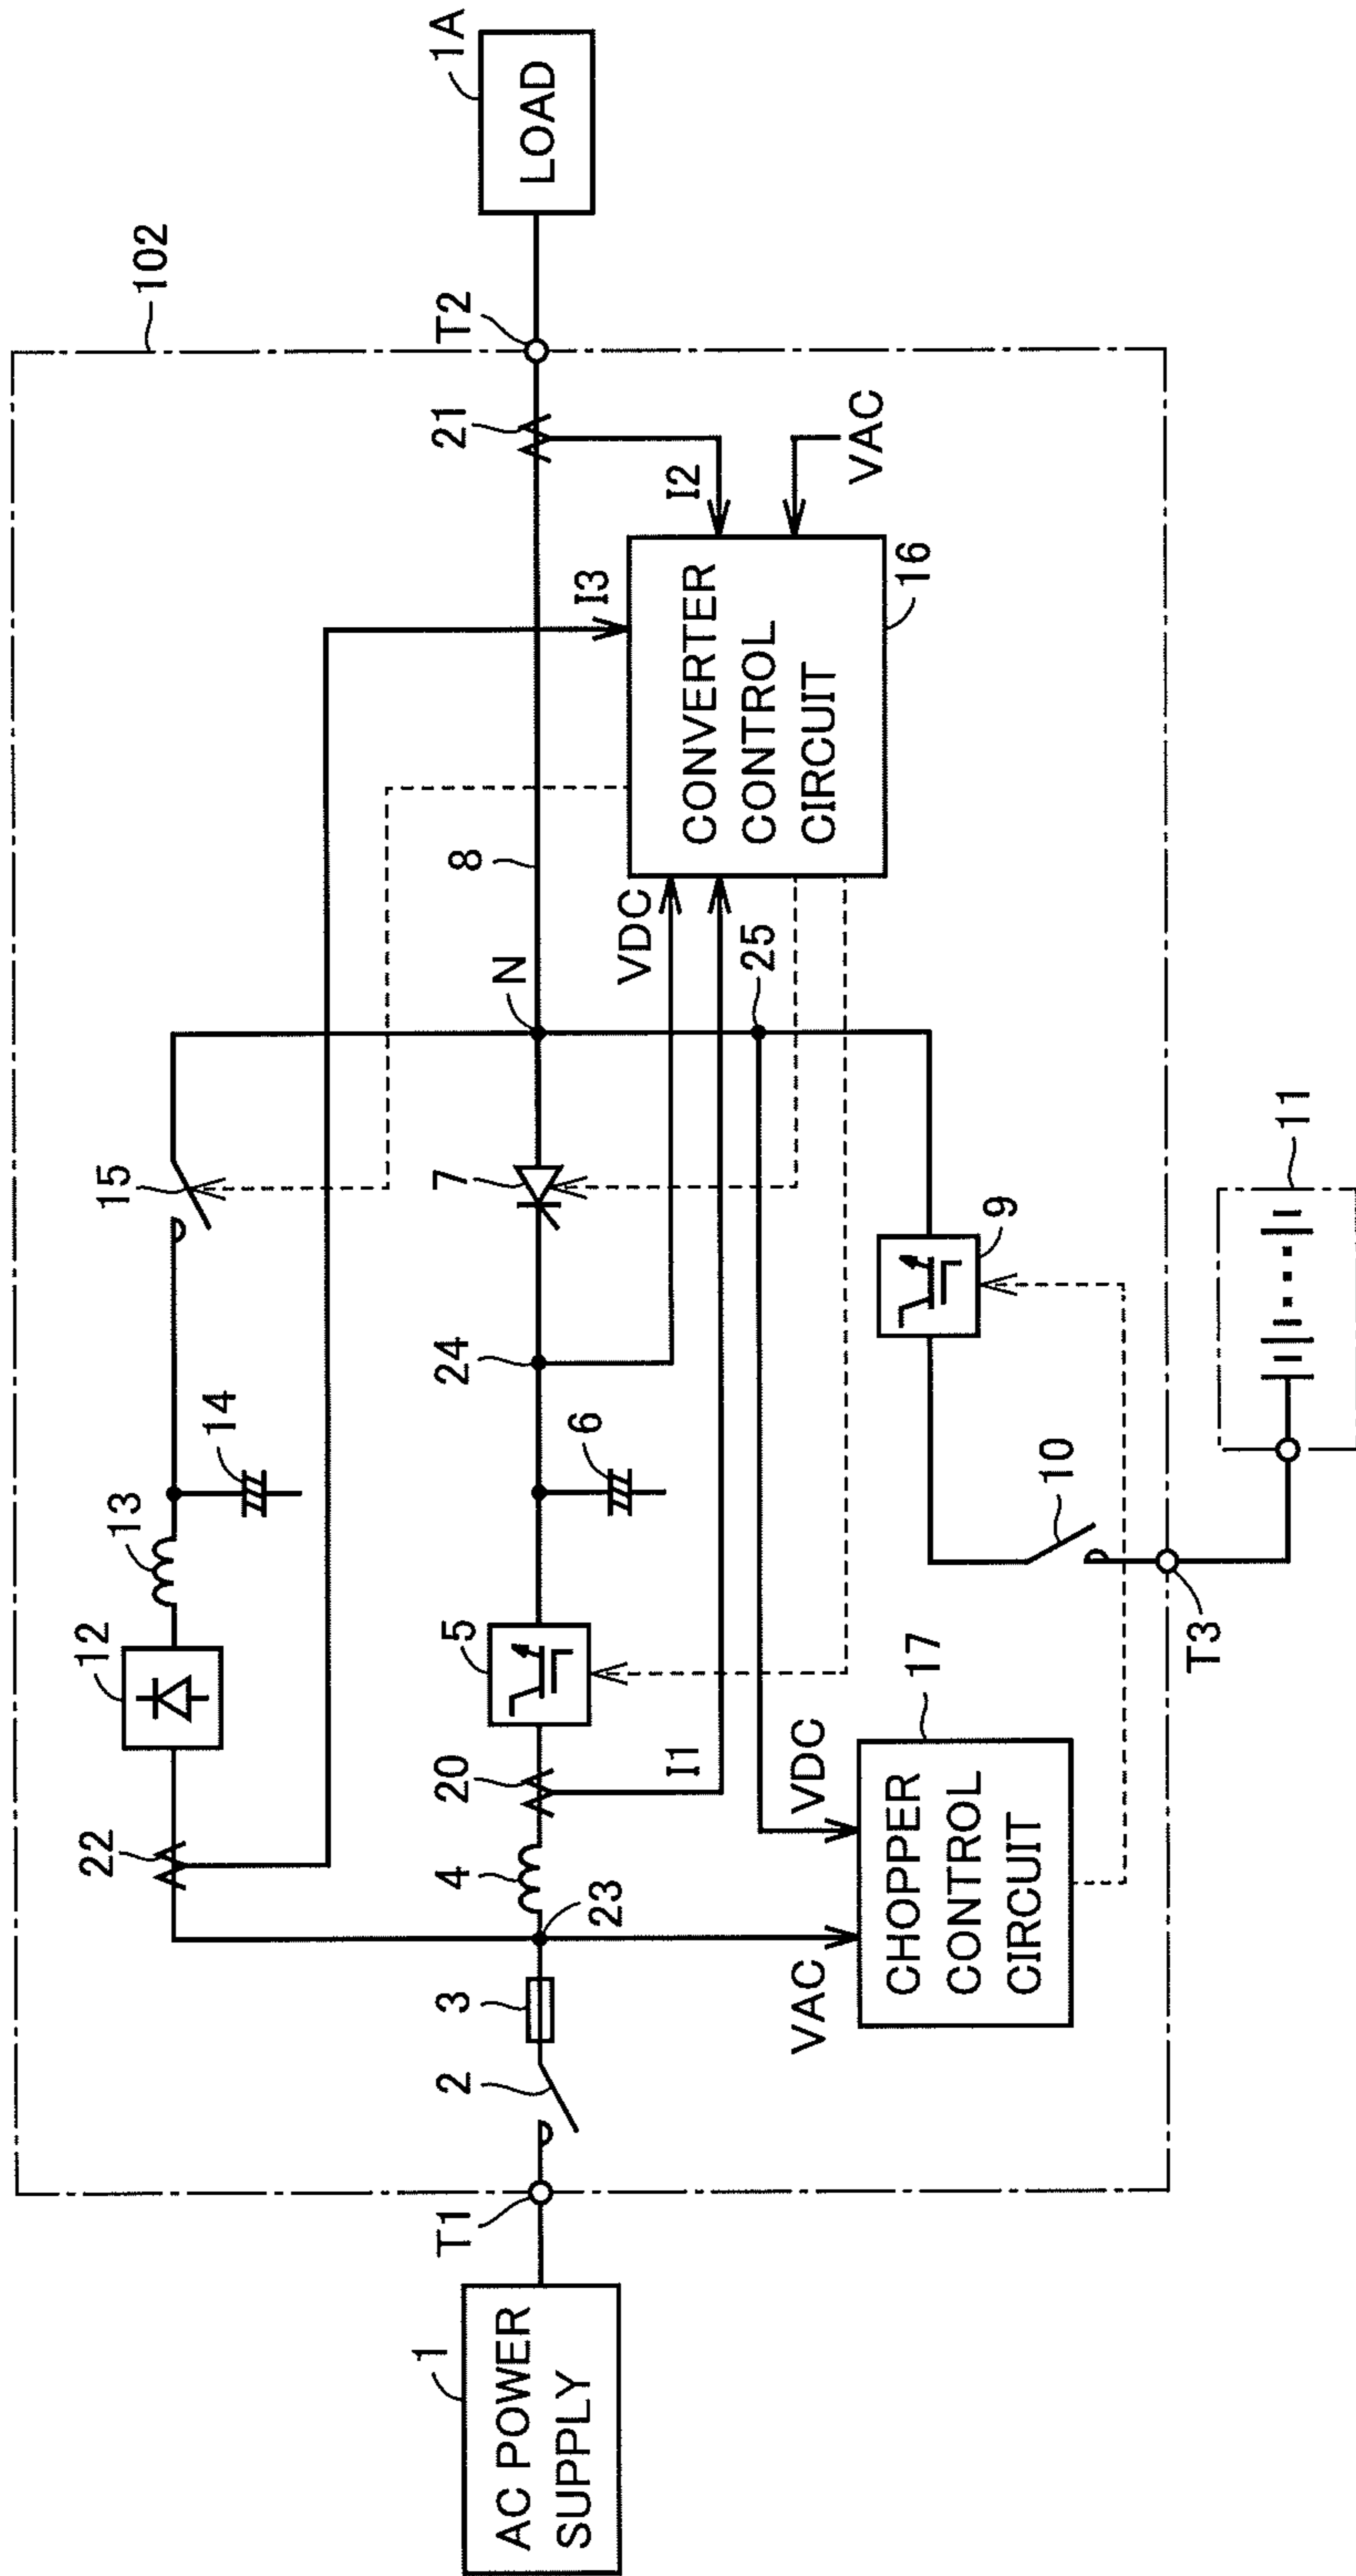 102
22
12
13
14
15
1
AC POWER
SUPPLY
T1
2
3
23
4
20
5
6
24
7
N
8
21
T2
1A
LOAD
I1
VDC
I3
I2
VAC
CONVERTER
CONTROL
CIRCUIT
16
25
VAC
VDC
17
CHOPPER
CONTROL
CIRCUIT
10
9
T3
11